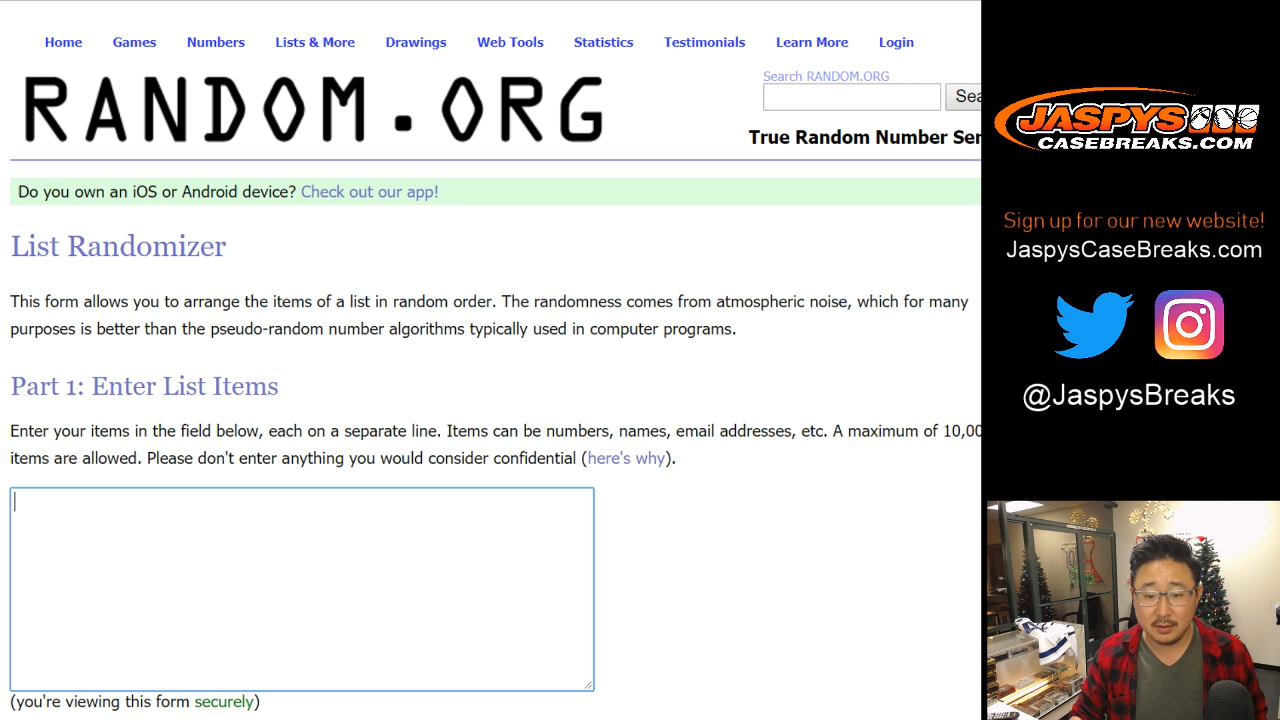 Home Games Numbers Lists & More Drawings Web Tools Statistics Testimonials Learn More Login
RANDOM.ORG
Search RANDOM.ORG
Sea
True Random Number Ser
Do you own an iOS or Android device? Check out our app!
List Randomizer
This form allows you to arrange the items of a list in random order. The randomness comes from atmospheric noise, which for many
purposes is better than the pseudo-random number algorithms typically used in computer programs.
Part 1: Enter List Items
Enter your items in the field below, each on a separate line. Items can be numbers, names, email addresses, etc. A maximum of 10,00
items are allowed. Please don't enter anything you would consider confidential (here's why).
(you're viewing this form securely)
JASPYS
CASEBREAKS.COM
Sign up for our new website!
JaspysCaseBreaks.com
@JaspysBreaks